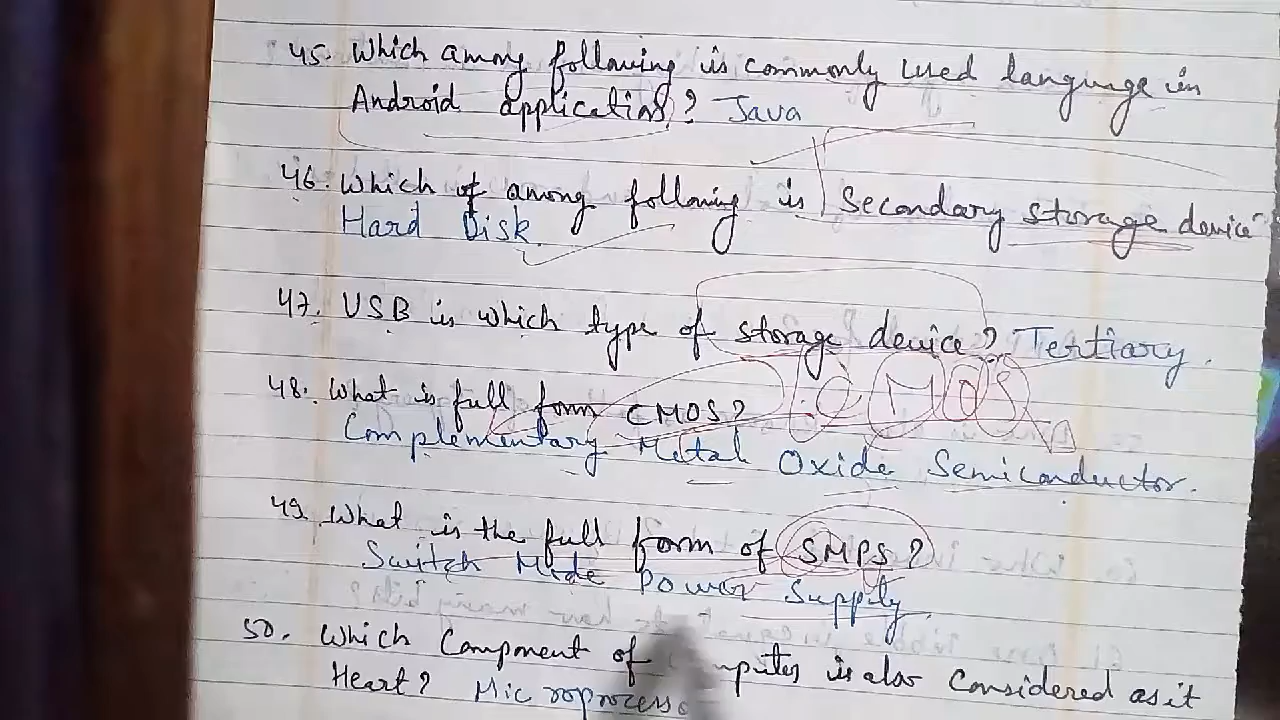 45. Which among following is commonly used language in
Android applications? Java
46. Which of among following is Secondary storage device
Hard Disk
47. USB is which type of storage device? Tertiary.
48. What is full form CMOS? CMOS
Complementary Metal Oxide Semiconductor.
49. What is the full form of SMPS?
Switch Mode Power Supply
50. Which Component of is also Considered as it
Heart?